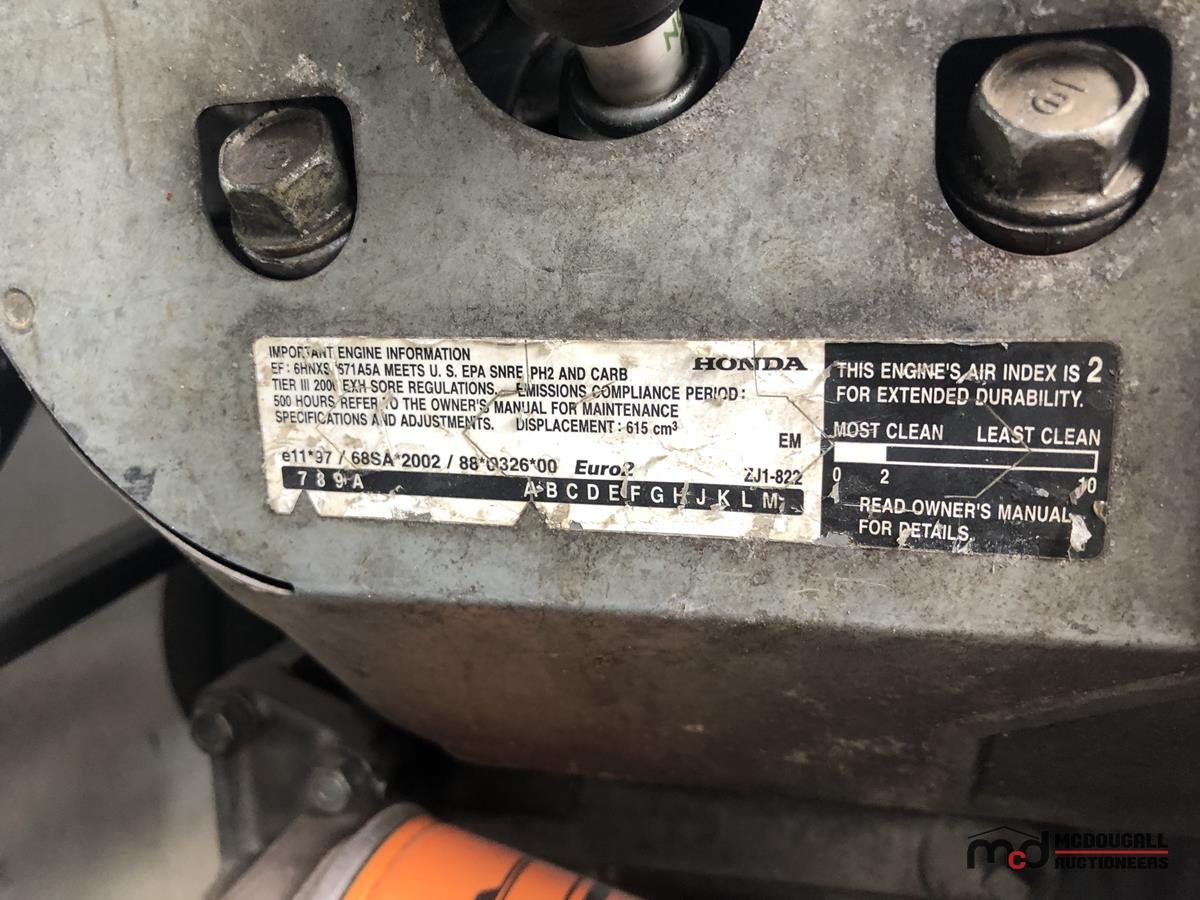 IMPORTANT ENGINE INFORMATION
HONDA
EF : MEETS U. S. EPA SNRE PH2 AND CARB
TIER III EXH SORE REGULATIONS. EMISSIONS COMPLIANCE PERIOD :
500 HOURS REFER TO THE OWNER'S MANUAL FOR MAINTENANCE
SPECIFICATIONS AND ADJUSTMENTS. DISPLACEMENT : 615 cm³
EM
e11*97 / 68SA*2002 / 88*0326*00 Euro2 ZJ1-822
7 8 9 A A B C D E F G H J K L M
THIS ENGINE'S AIR INDEX IS 2
FOR EXTENDED DURABILITY.
MOST CLEAN LEAST CLEAN
0 2 10
READ OWNER'S MANUAL
FOR DETAILS.
mcd MCDOUGALL
AUCTIONEERS